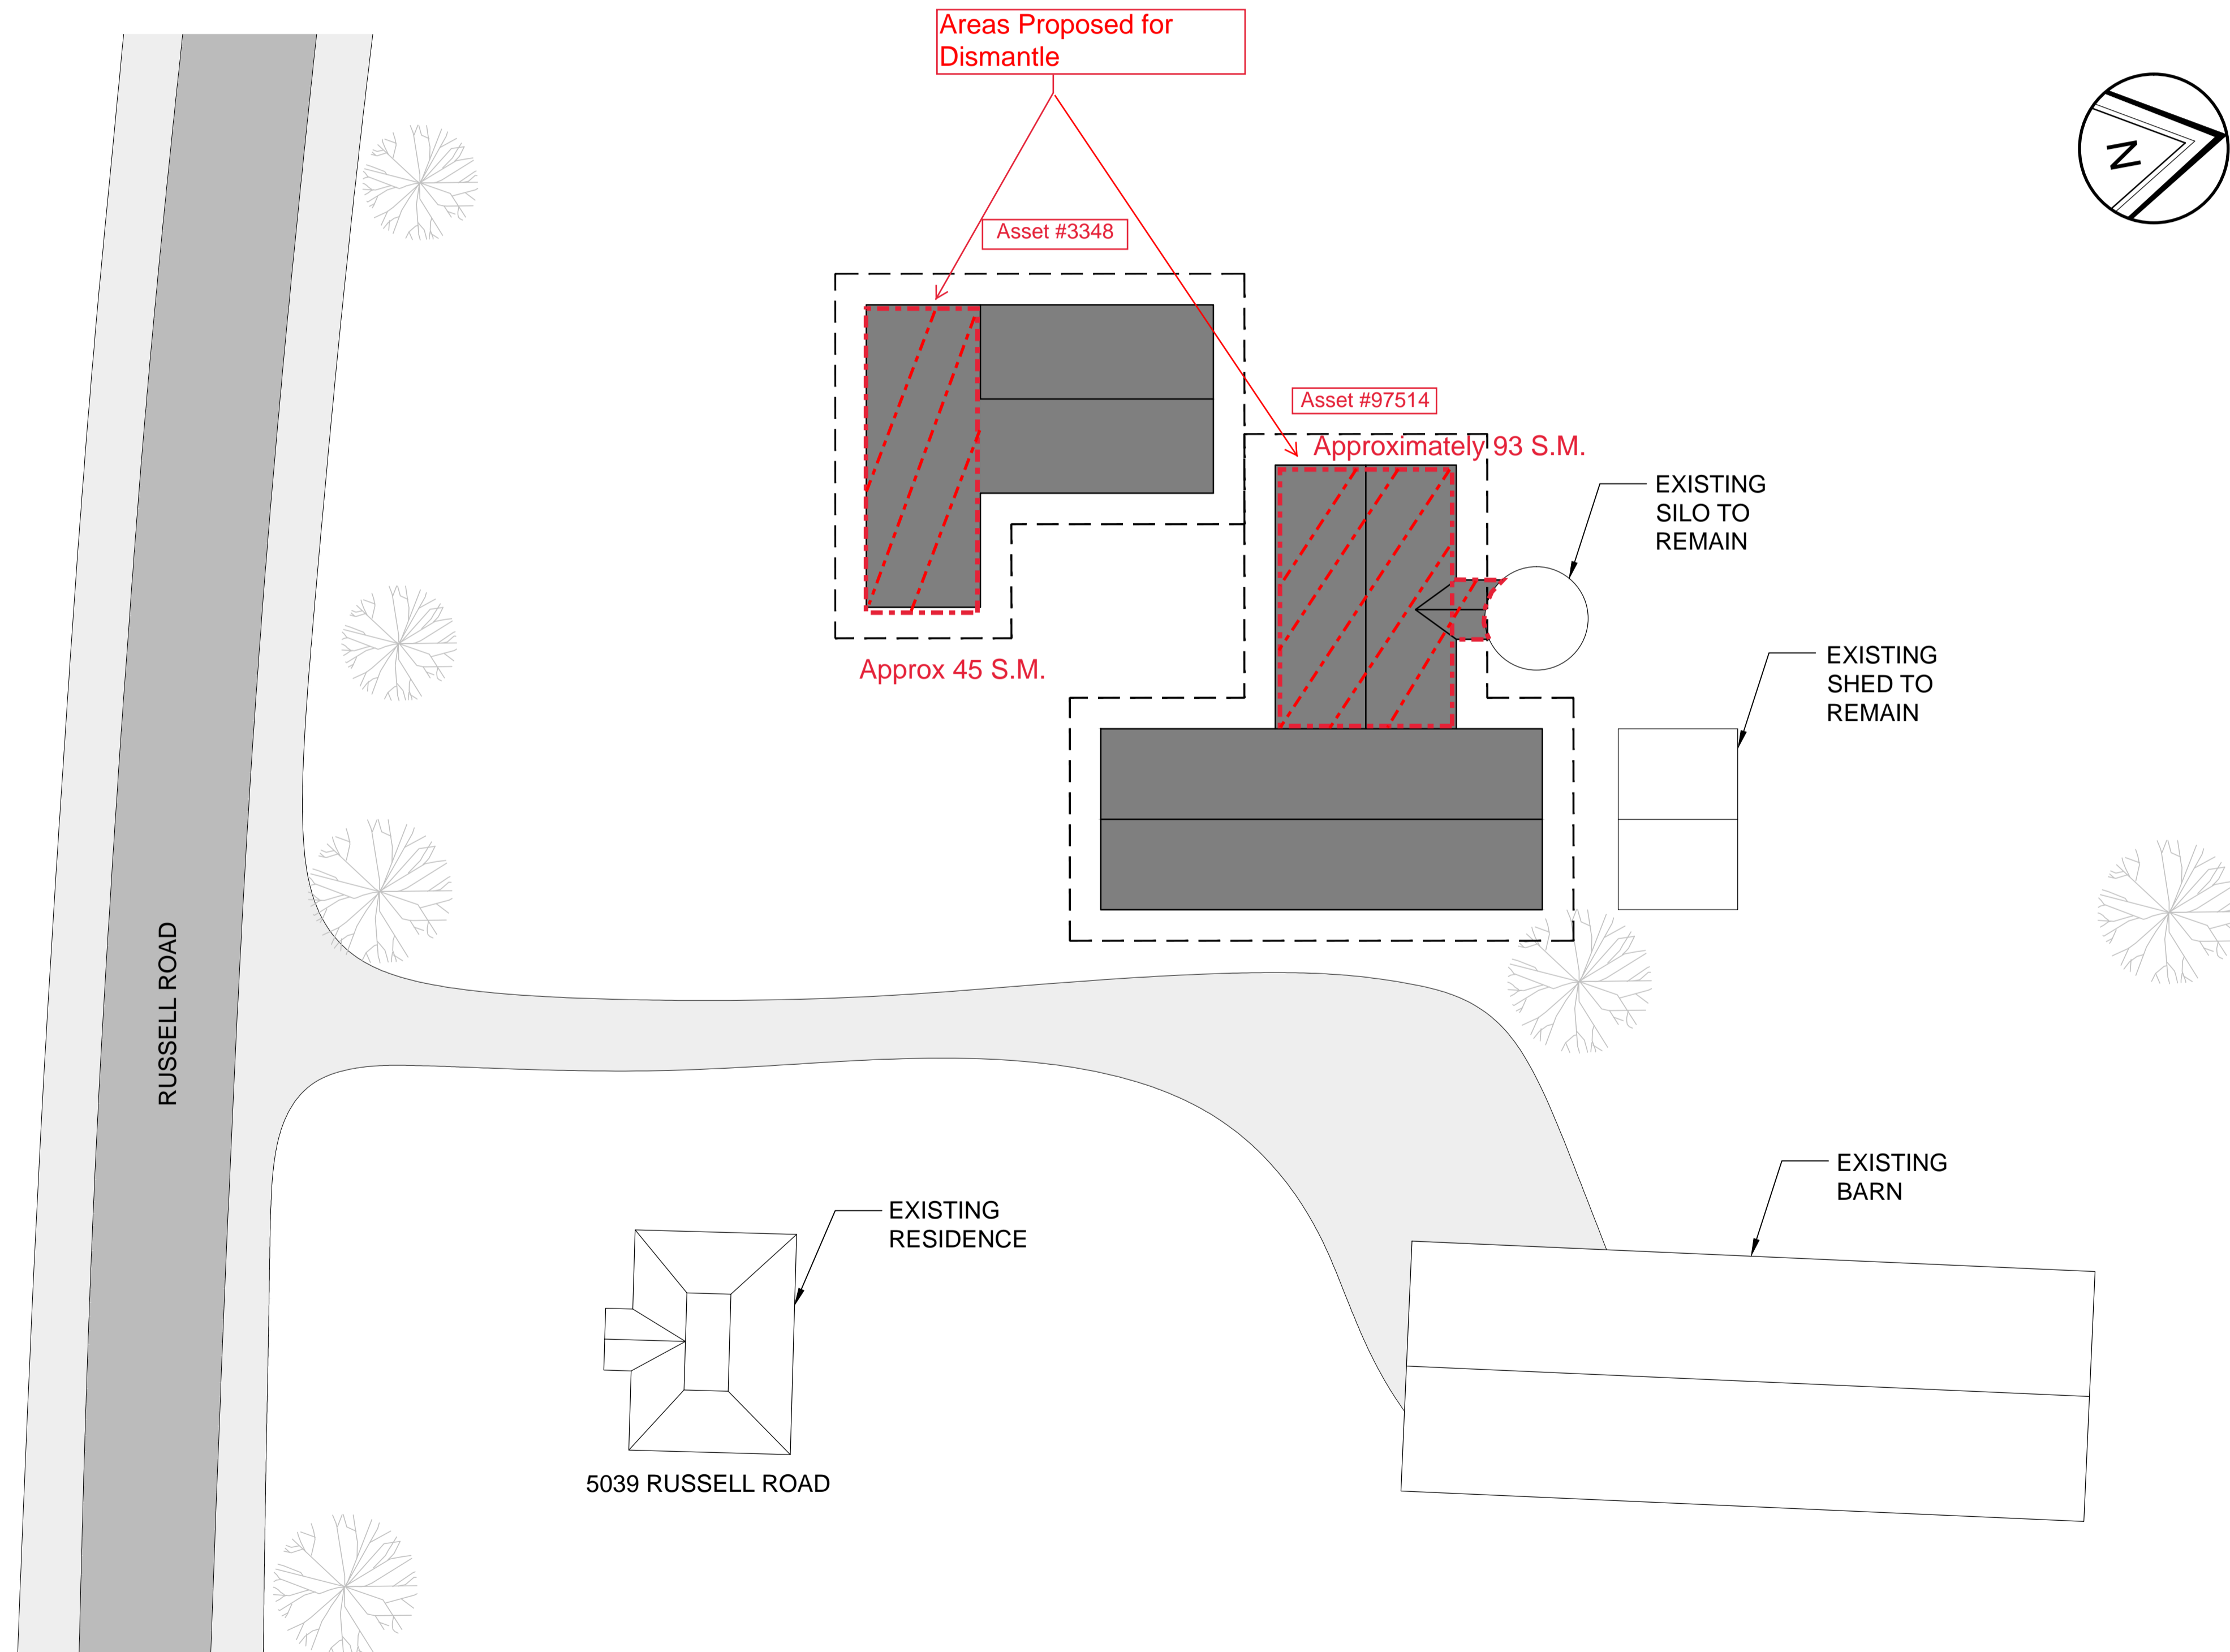 Areas Proposed for
Dismantle
N
Asset #3348
Asset #97514
Approximately 93 S.M.
EXISTING
SILO TO
REMAIN
Approx 45 S.M.
EXISTING
SHED TO
REMAIN
RUSSELL ROAD
EXISTING
BARN
EXISTING
RESIDENCE
5039 RUSSELL ROAD